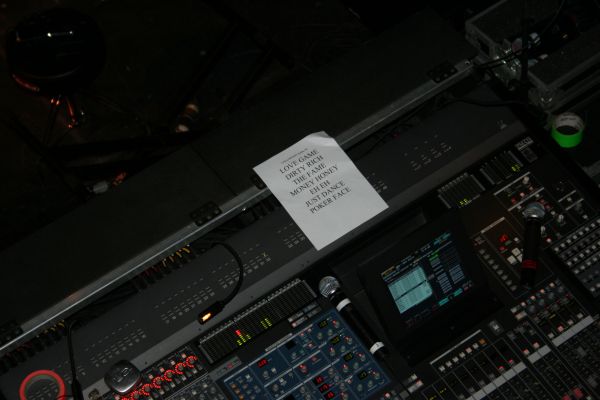 LOVE GAME
DIRTY RICH
THE FAME
MONEY HONEY
EH EH
JUST DANCE
POKER FACE